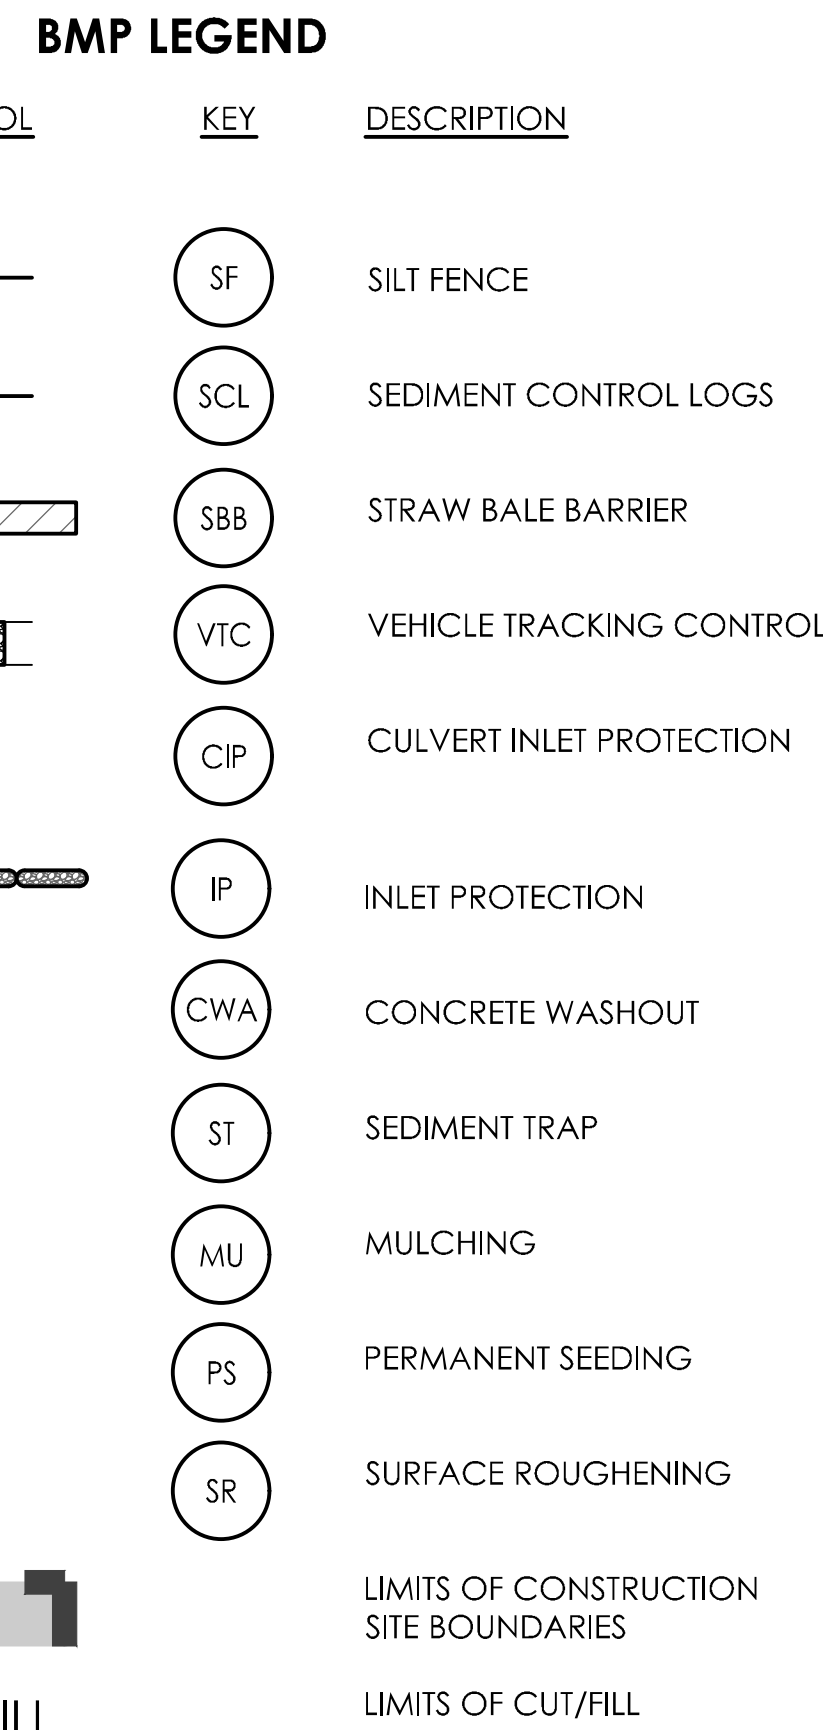 BMP LEGEND
OL KEY DESCRIPTION
SF SILT FENCE
SCL SEDIMENT CONTROL LOGS
SBB STRAW BALE BARRIER
VTC VEHICLE TRACKING CONTROL
CIP CULVERT INLET PROTECTION
IP INLET PROTECTION
CWA CONCRETE WASHOUT
ST SEDIMENT TRAP
MU MULCHING
PS PERMANENT SEEDING
SR SURFACE ROUGHENING
LIMITS OF CONSTRUCTION
SITE BOUNDARIES
LIMITS OF CUT/FILL